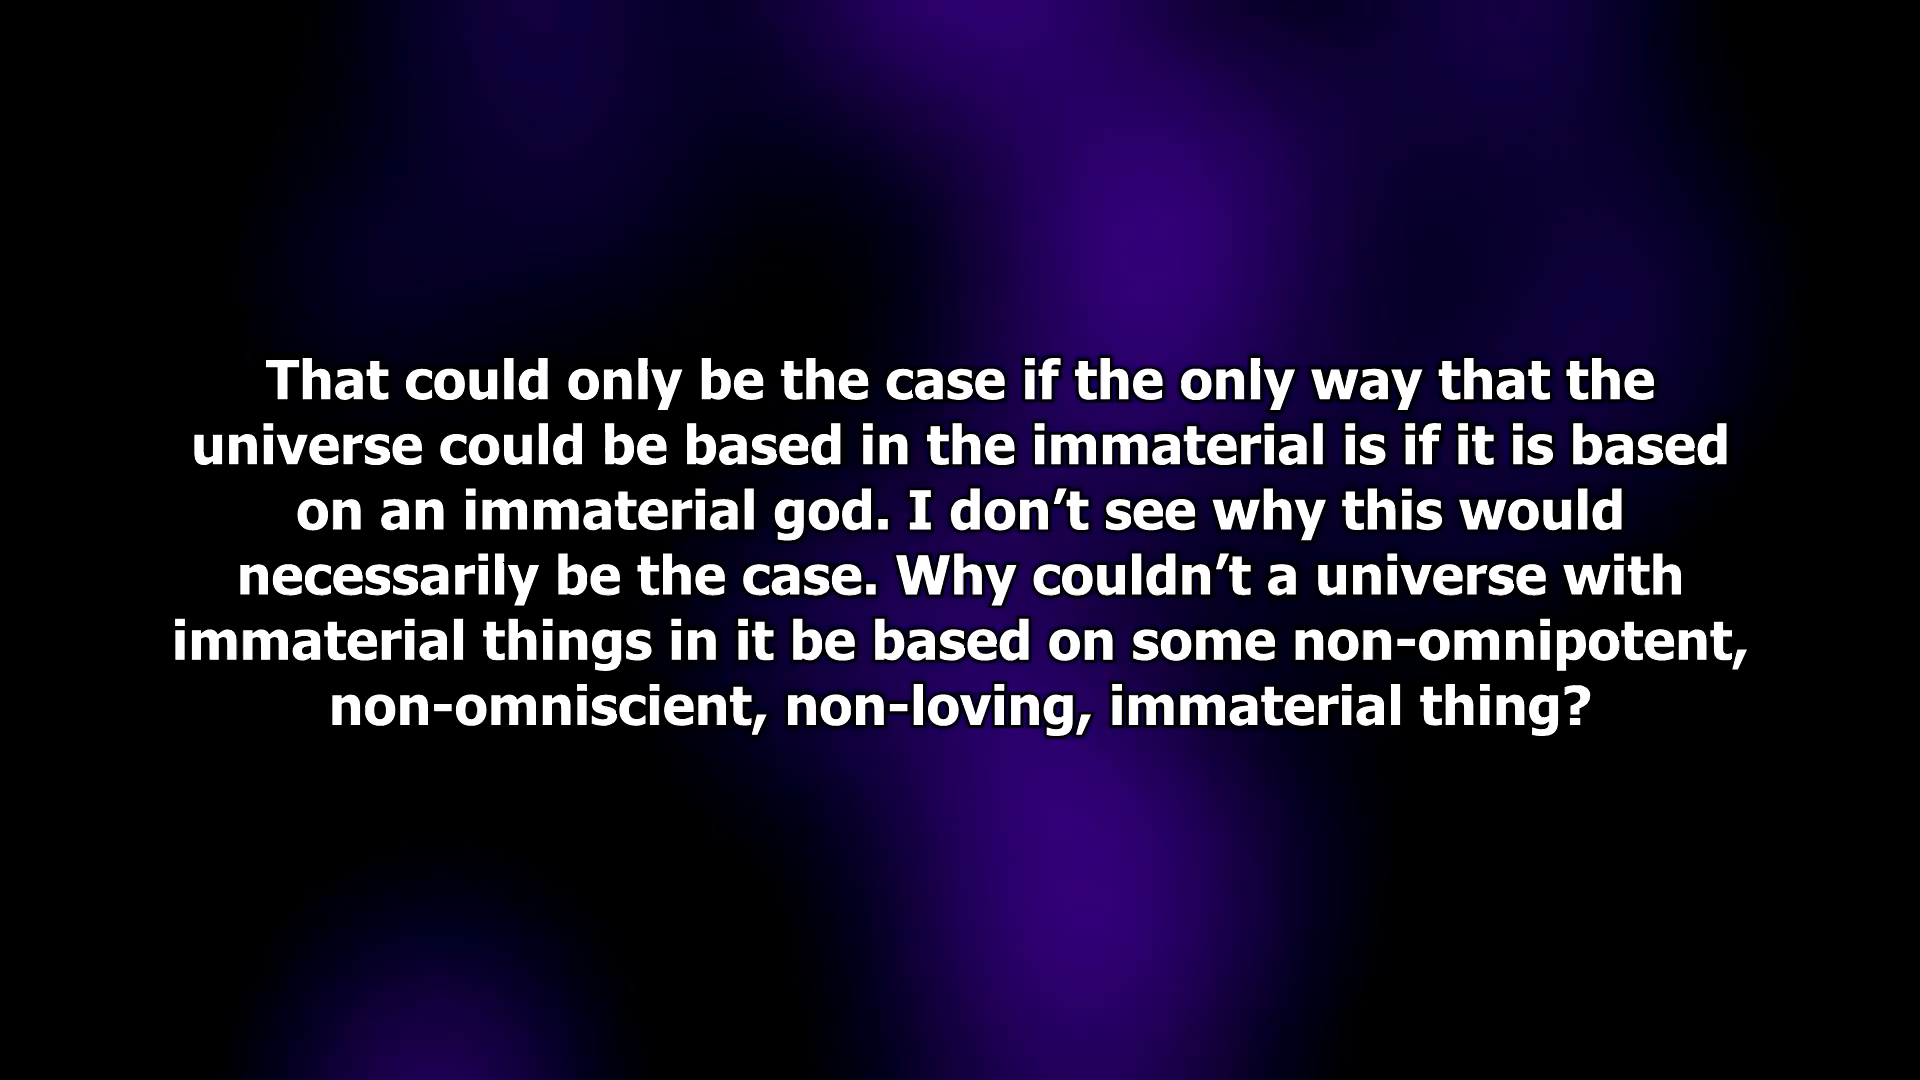 That could only be the case if the only way that the
universe could be based in the immaterial is if it is based
on an immaterial god. I don’t see why this would
necessarily be the case. Why couldn’t a universe with
immaterial things in it be based on some non-omnipotent,
non-omniscient, non-loving, immaterial thing?